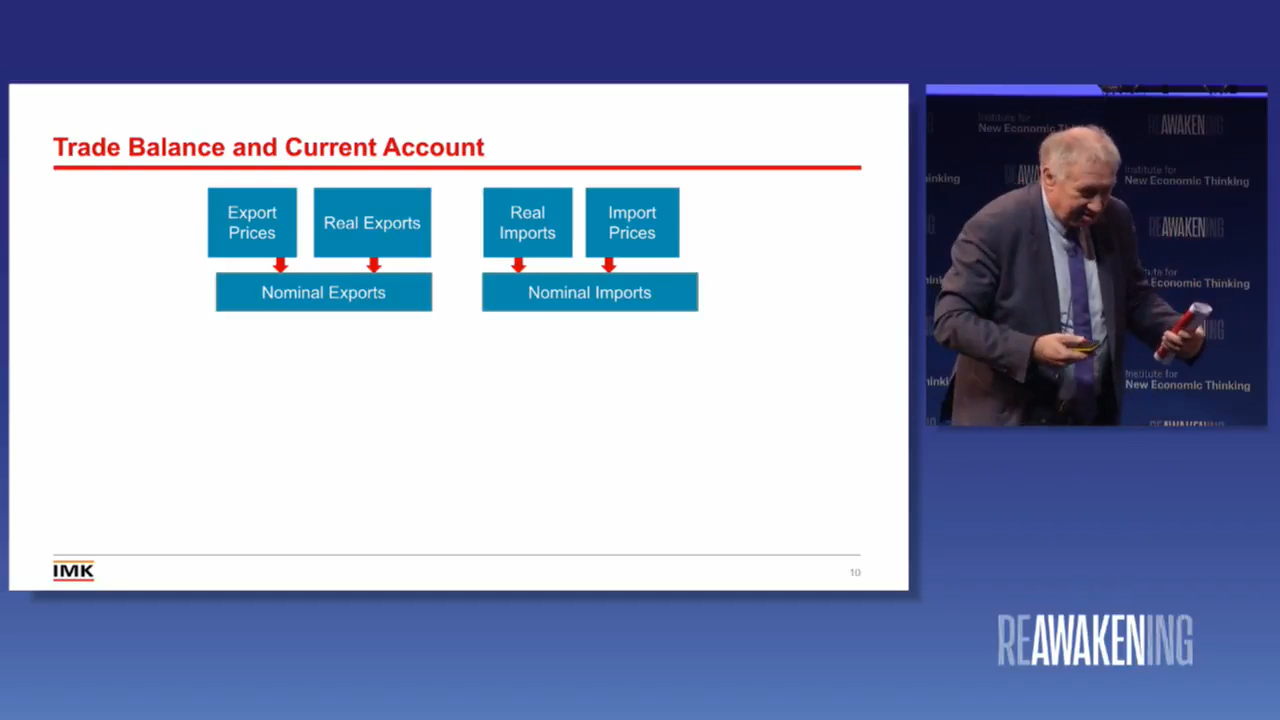 Trade Balance and Current Account
Export
Prices
Real Exports
Real
Imports
Import
Prices
Nominal Exports
Nominal Imports
IMK
10
Institute for
New Economic Thinking
REAWAKENING
Institute for
New Economic Thinking
inking
REAWAKENING
Institute for
Economic Thinking
Institute for
New Economic Thinking
REAWAKENING